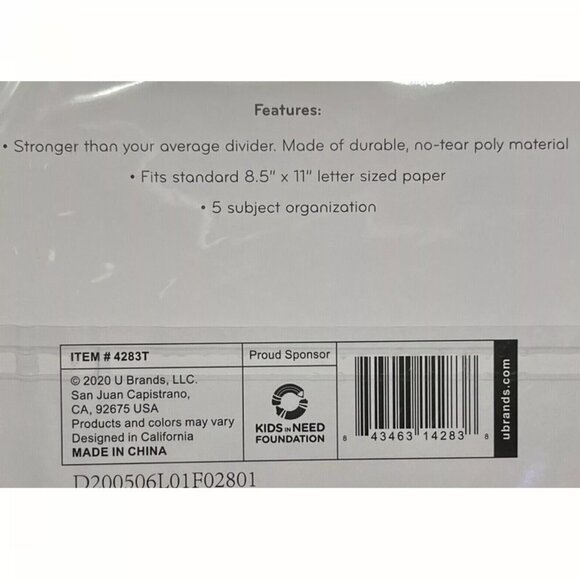 Features:
• Stronger than your average divider. Made of durable, no-tear poly material
• Fits standard 8.5" x 11" letter sized paper
• 5 subject organization
ITEM # 4283T
© 2020 U Brands, LLC.
San Juan Capistrano,
CA, 92675 USA
Products and colors may vary
Designed in California
MADE IN CHINA
Proud Sponsor
KIDS IN NEED
FOUNDATION
8 43463 14283 8
ubrands.com
D200506L01F02801